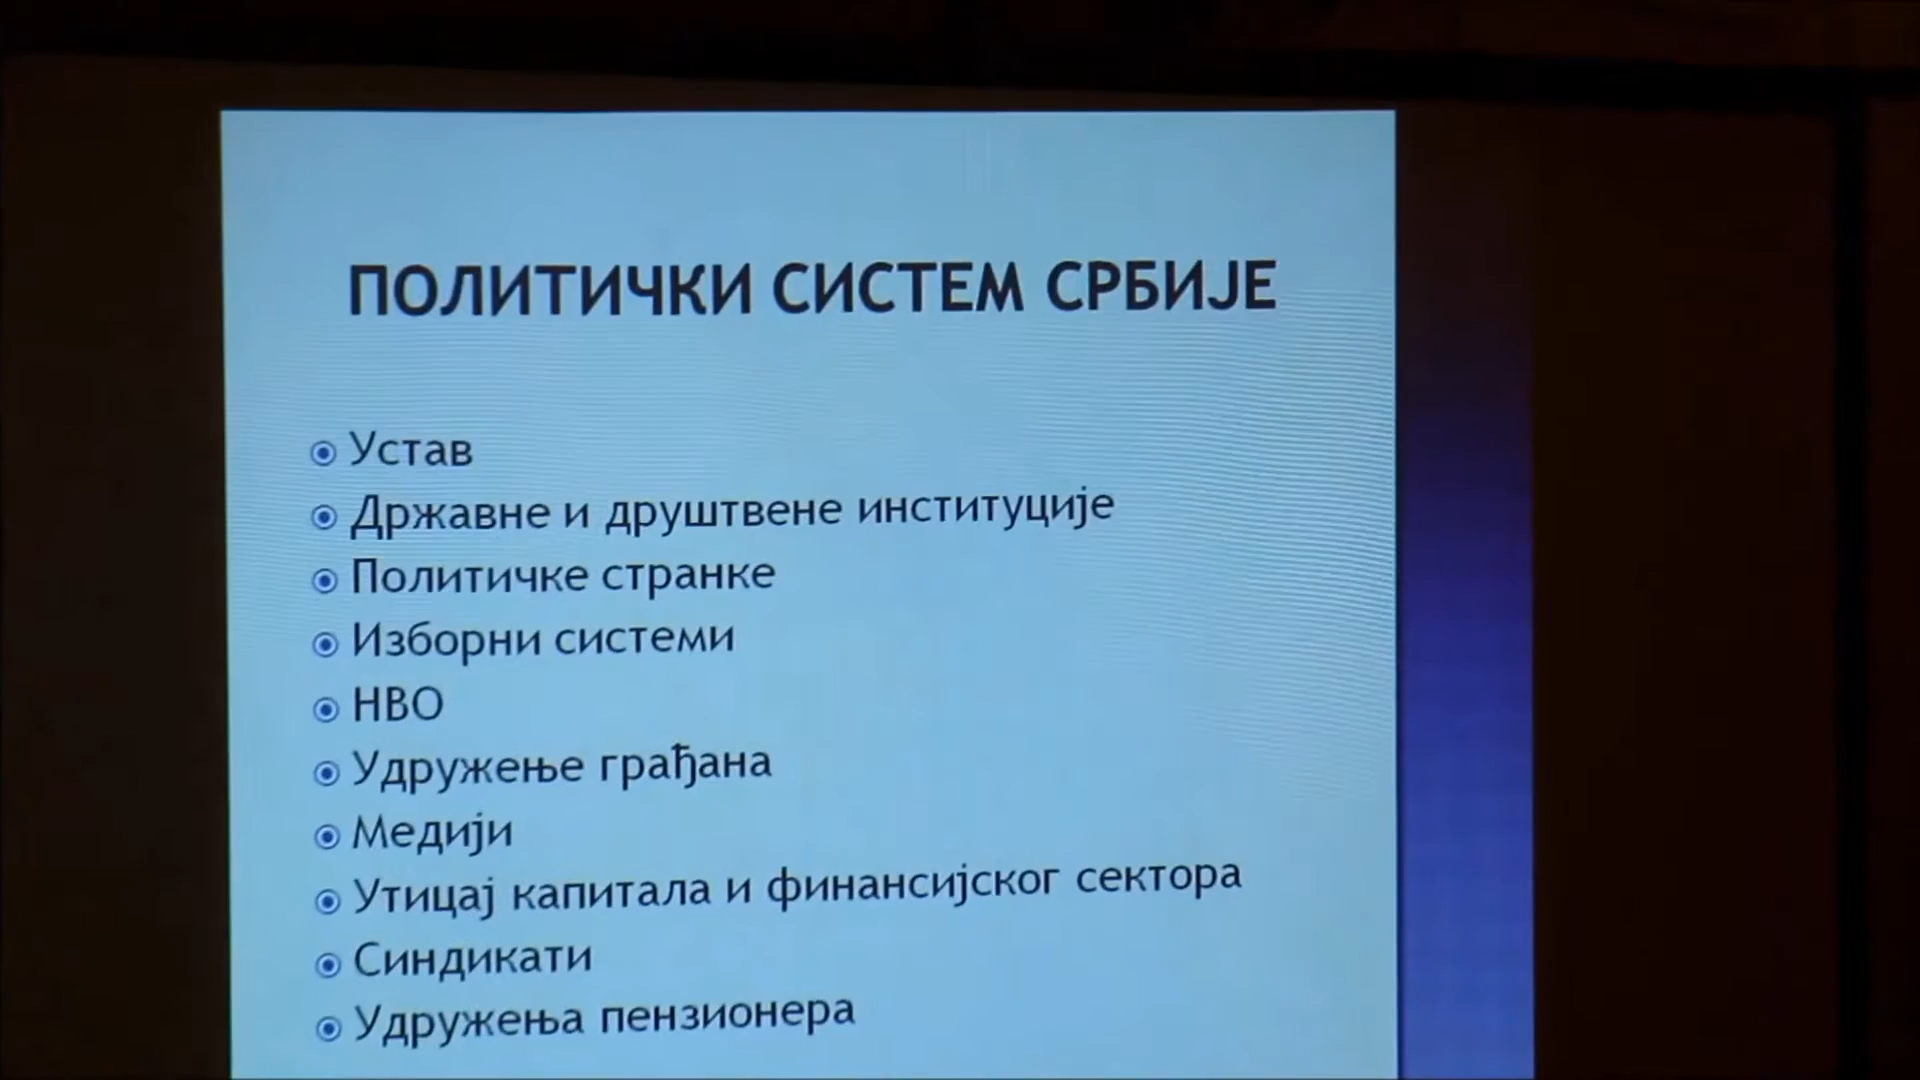 ПОЛИТИЧКИ СИСТЕМ СРБИЈЕ
Устав
Државне и друштвене институције
Политичке странке
Изборни системи
НВО
Удружење грађана
Медији
Утицај капитала и финансијског сектора
Синдикати
Удружења пензионера